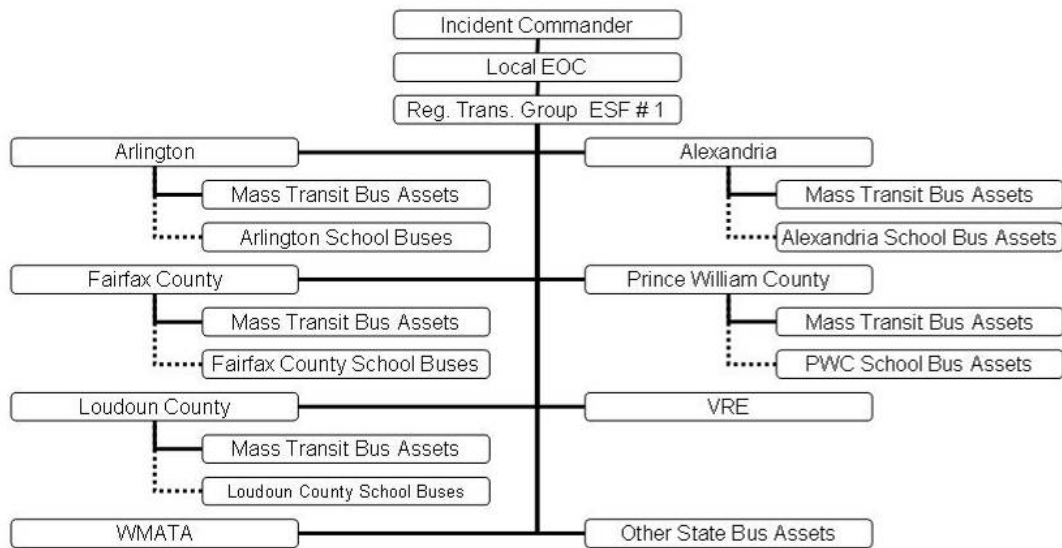 Incident Commander
Local EOC
Reg. Trans. Group ESF # 1
Arlington
Alexandria
Mass Transit Bus Assets
Mass Transit Bus Assets
Arlington School Buses
Alexandria School Bus Assets
Fairfax County
Prince William County
Mass Transit Bus Assets
Mass Transit Bus Assets
Fairfax County School Buses
PWC School Bus Assets
Loudoun County
VRE
Mass Transit Bus Assets
Loudoun County School Buses
WMATA
Other State Bus Assets